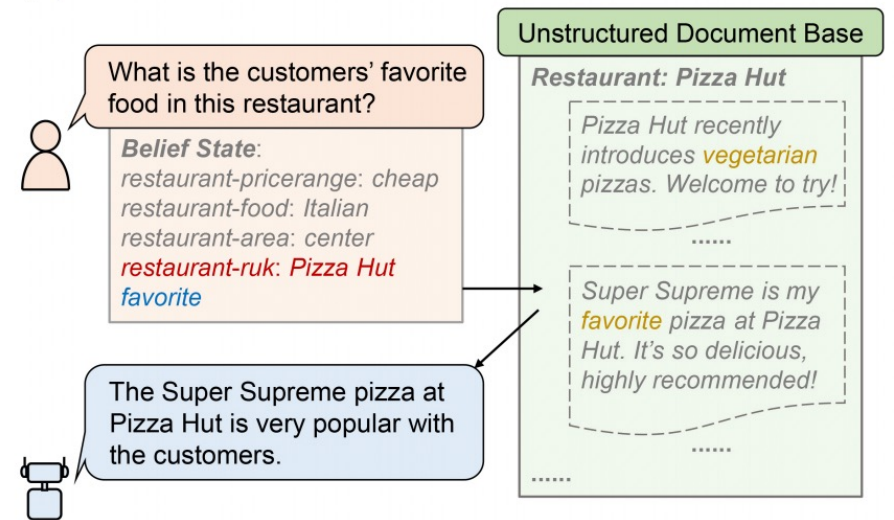 What is the customers’ favorite
food in this restaurant?
Belief State:
restaurant-pricerange: cheap
restaurant-food: Italian
restaurant-area: center
restaurant-ruk: Pizza Hut
favorite
The Super Supreme pizza at
Pizza Hut is very popular with
the customers.
Unstructured Document Base
Restaurant: Pizza Hut
Pizza Hut recently
introduces vegetarian
pizzas. Welcome to try!
......
Super Supreme is my
favorite pizza at Pizza
Hut. It’s so delicious,
highly recommended!
......
......